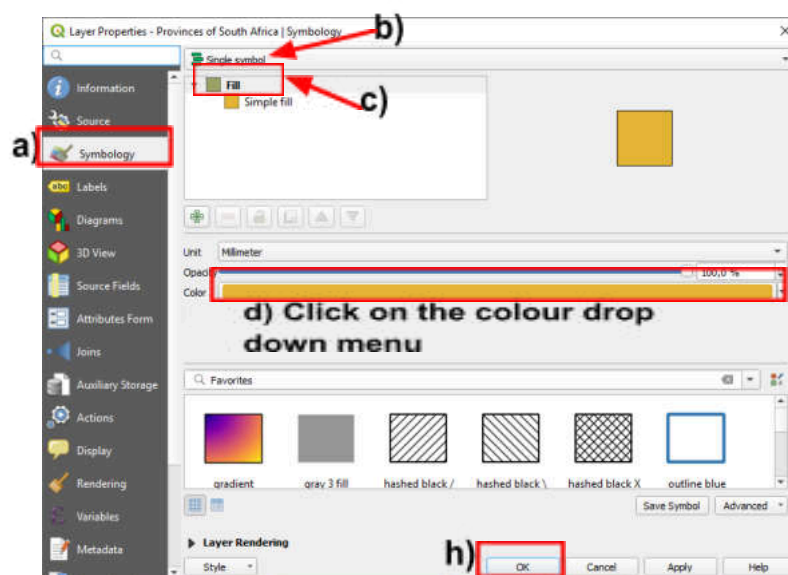 Layer Properties - Provinces of South Africa | Symbology
b)
Single symbol
Information
Fill
c)
Simple fill
Source
a)
Symbology
Labels
Diagrams
3D View
Unit Millimeter
Opacity 100,0 %
Source Fields
Color
d) Click on the colour drop
down menu
Attributes Form
Joins
Auxiliary Storage
Favorites
Actions
Display
Rendering
gradient gray 3 fill hashed black / hashed black \ hashed black X outline blue
Save Symbol Advanced
Variables
Layer Rendering
Metadata
h)
Style OK Cancel Apply Help